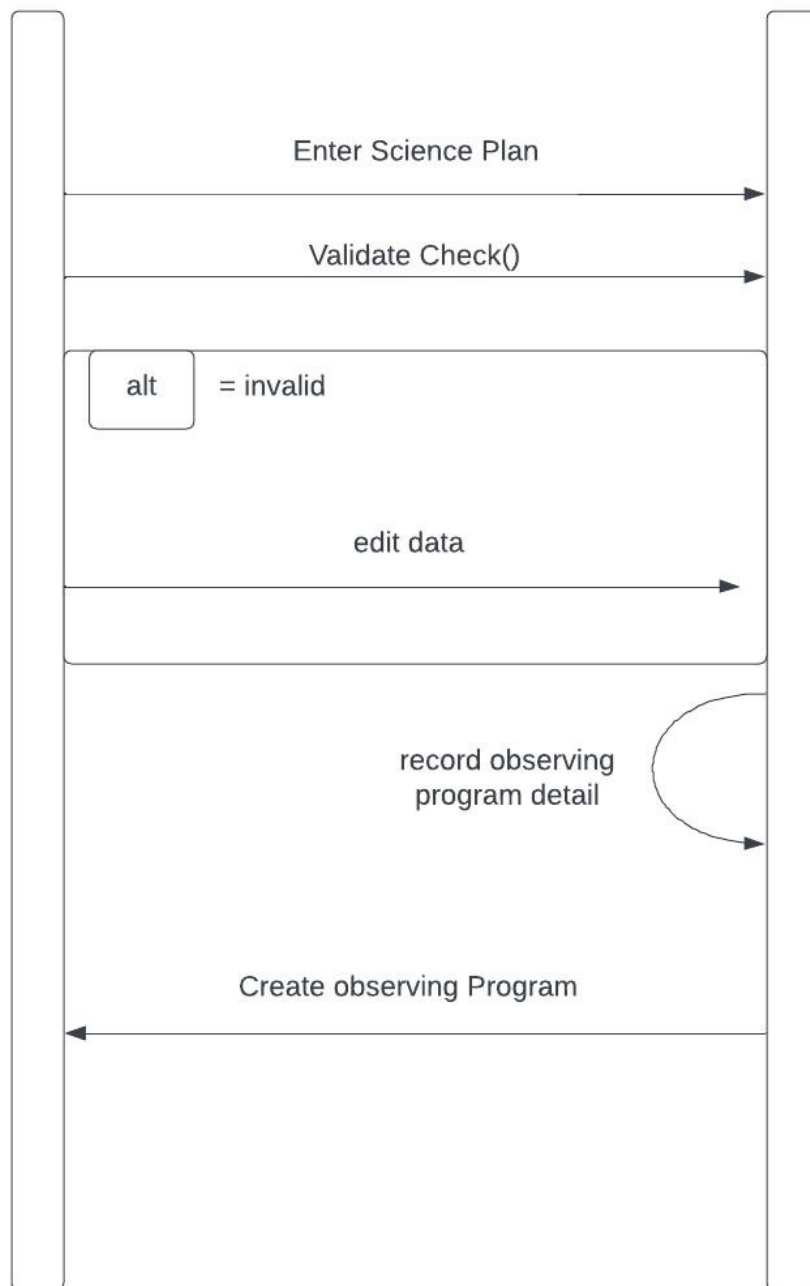 Enter Science Plan
Validate Check()
alt = invalid
edit data
record observing
program detail
Create observing Program